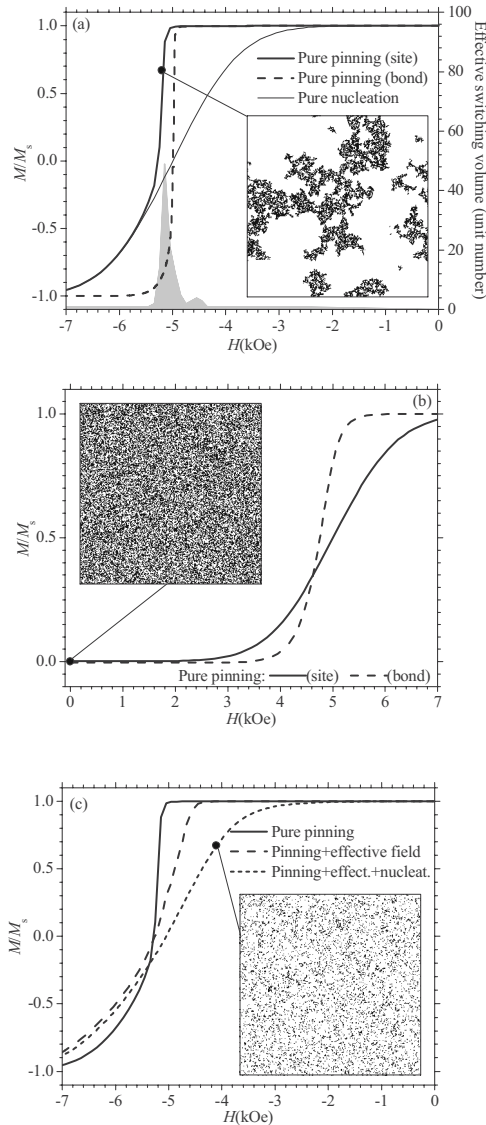 (a)
Pure pinning (site)
Pure pinning (bond)
Pure nucleation
M/Ms
1.0
0.5
0.0
-0.5
-1.0
-7 -6 -5 -4 -3 -2 -1 0
H(kOe)
100
80
60
40
20
0
Effective switching volume (unit number)
(b)
M/Ms
1.0
0.5
0.0
Pure pinning: (site) (bond)
0 1 2 3 4 5 6 7
H(kOe)
(c)
Pure pinning
Pinning+effective field
Pinning+effect.+nucleat.
M/Ms
1.0
0.5
0.0
-0.5
-1.0
-7 -6 -5 -4 -3 -2 -1 0
H(kOe)